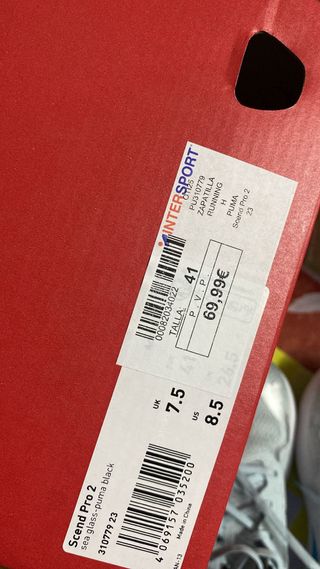 INTERSPORT
PU310779
ZAPATILLA
RUNNING
H
PUMA
Scend Pro 2
23
00082034022
TALLA 41
P.V.P.
69,99€
UK
7.5
US
8.5
Scend Pro 2
sea glass-puma black
310779 23
4 069157 035200
Made in China